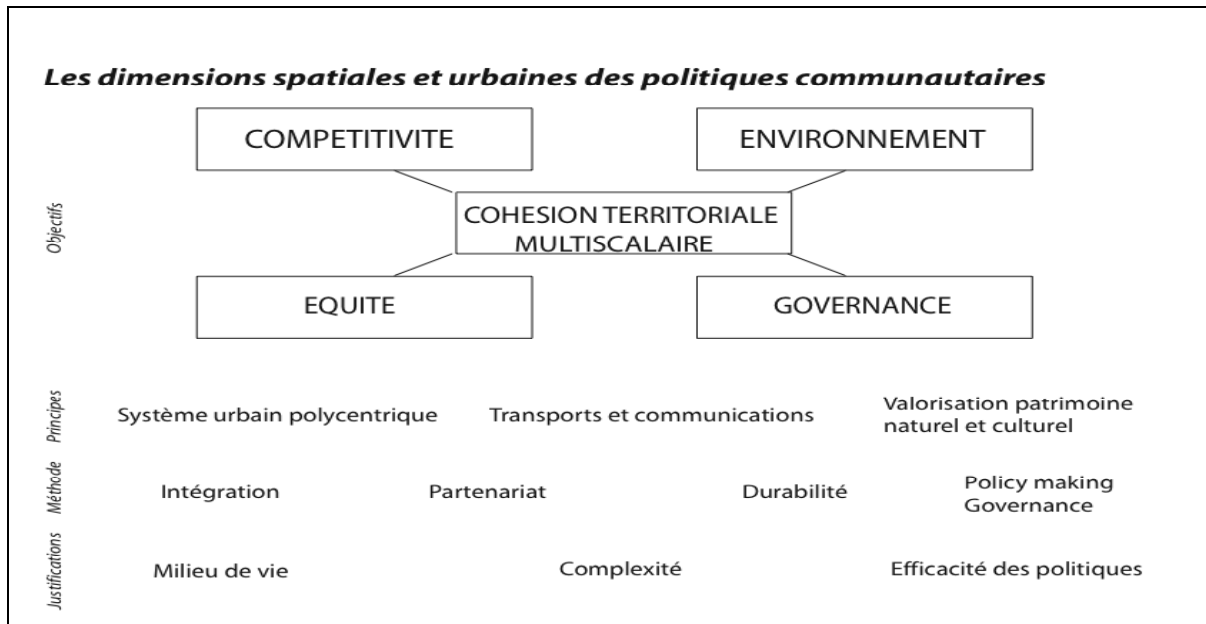 Les dimensions spatiales et urbaines des politiques communautaires
COMPETITIVITE
ENVIRONNEMENT
Objectifs
COHESION TERRITORIALE
MULTISCALAIRE
EQUITE
GOVERNANCE
Principes
Système urbain polycentrique
Transports et communications
Valorisation patrimoine
naturel et culturel
Méthode
Intégration
Partenariat
Durabilité
Policy making
Governance
Justifications
Milieu de vie
Complexité
Efficacité des politiques